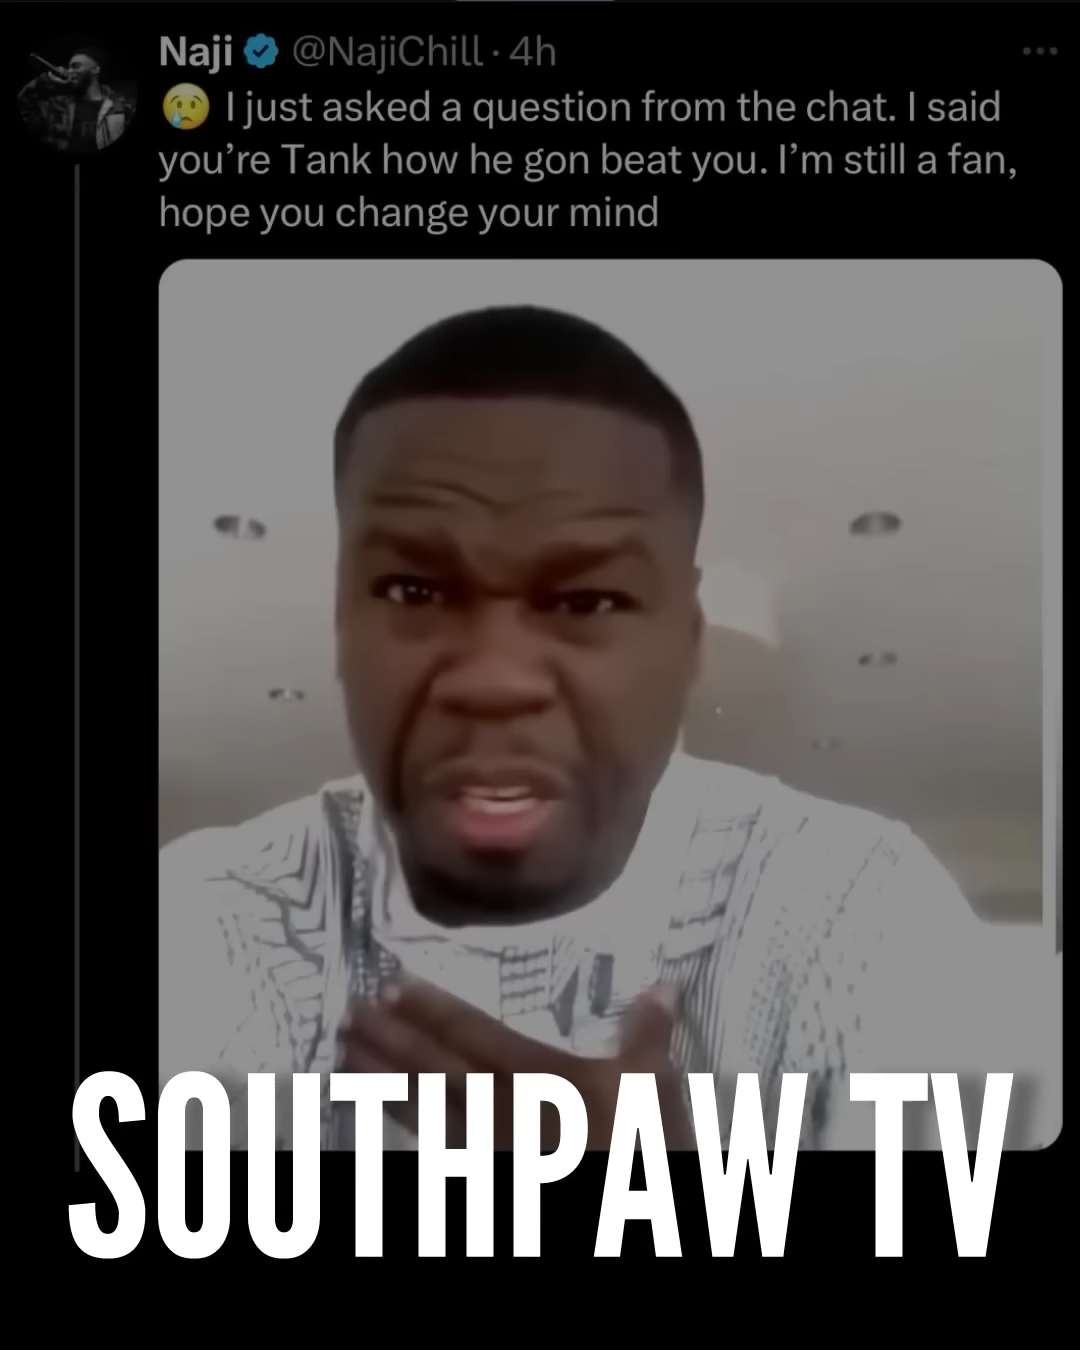 Naji @NajiChill · 4h
😢 I just asked a question from the chat. I said
you're Tank how he gon beat you. I'm still a fan,
hope you change your mind
SOUTHPAW TV